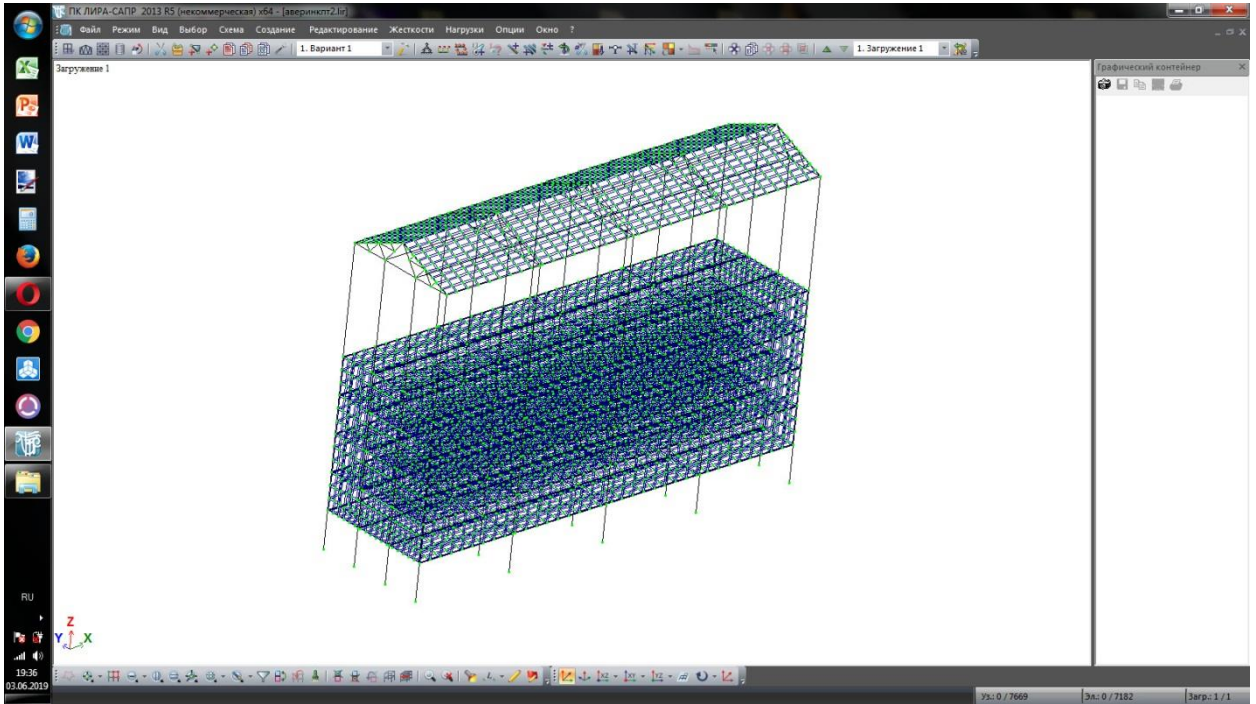 ПК ЛИРА-САПР 2013 R5 (некоммерческая) x64 - [аверинкпт2.lir]
Файл Режим Вид Выбор Схема Создание Редактирование Жесткости Нагрузки Опции Окно ?
1. Вариант 1
1. Загружение 1
Загружение 1
Графический контейнер
Z
Y X
RU
19:36
03.06.2019
Уз.: 0 / 7669
Эл.: 0 / 7182
Загр.: 1 / 1